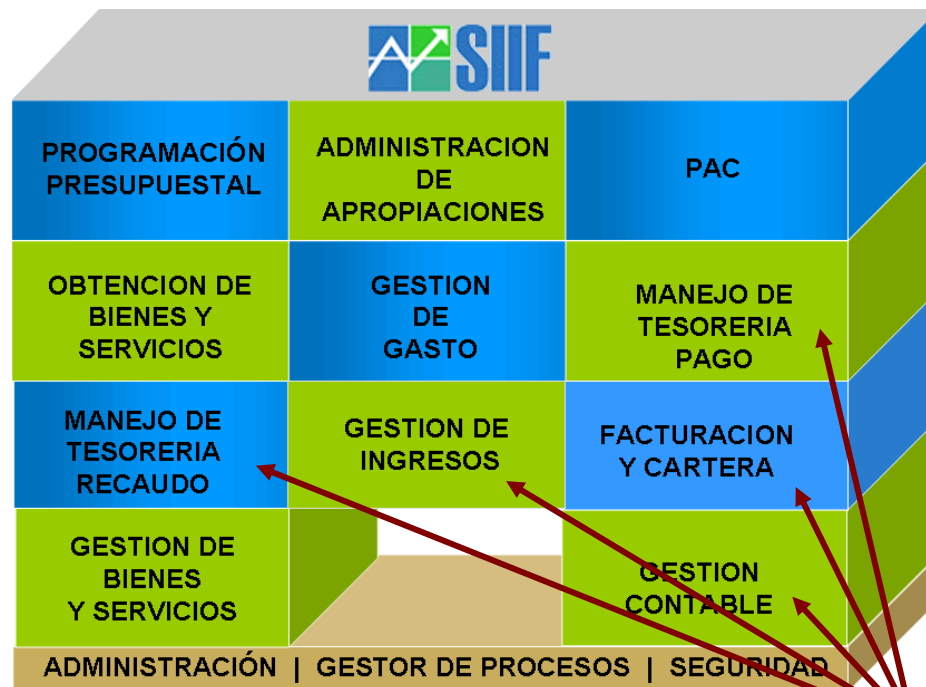 SIIF
PROGRAMACIÓN
PRESUPUESTAL
ADMINISTRACION
DE
APROPIACIONES
PAC
OBTENCION DE
BIENES Y
SERVICIOS
GESTION
DE
GASTO
MANEJO DE
TESORERIA
PAGO
MANEJO DE
TESORERIA
RECAUDO
GESTION DE
INGRESOS
FACTURACION
Y CARTERA
GESTION DE
BIENES
Y SERVICIOS
GESTION
CONTABLE
ADMINISTRACIÓN | GESTOR DE PROCESOS | SEGURIDAD